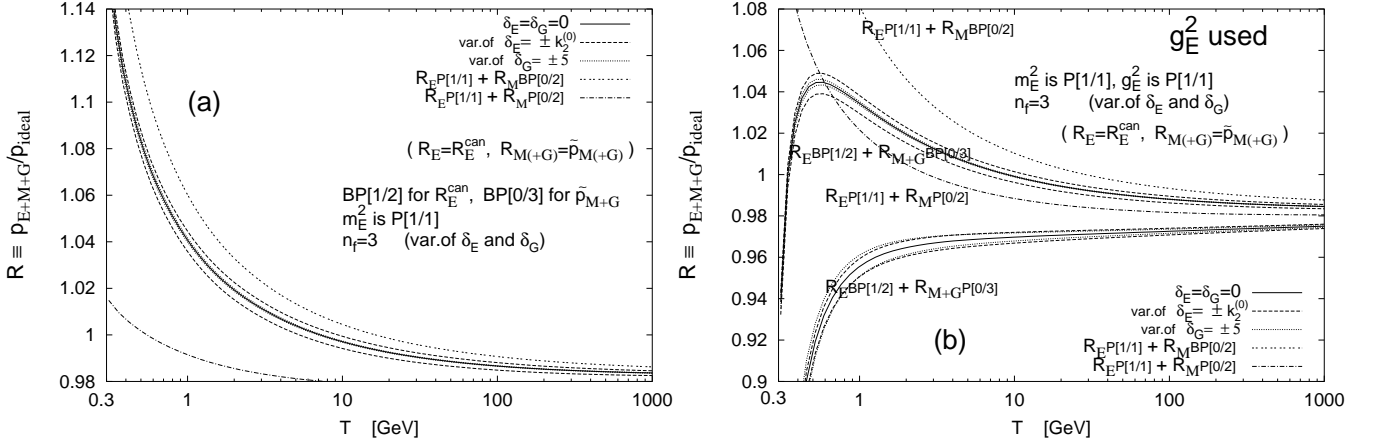 R ≡ p_{E+M+G}/p_{ideal}
1.14
1.12
1.1
1.08
1.06
1.04
1.02
1
0.98
0.3
1
10
100
1000
T [GeV]
(a)
δ_E=δ_G=0
var.of δ_E= ± k_2^{(0)}
var.of δ_G= ± 5
R_E P[1/1] + R_M BP[0/2]
R_E P[1/1] + R_M P[0/2]
( R_E=R_E^{can}, R_{M(+G)}=p̃_{M(+G)} )
BP[1/2] for R_E^{can}, BP[0/3] for p̃_{M+G}
m_E^2 is P[1/1]
n_f=3 (var.of δ_E and δ_G)
R ≡ p_{E+M+G}/p_{ideal}
1.08
1.06
1.04
1.02
1
0.98
0.96
0.94
0.92
0.9
0.3
1
10
100
1000
T [GeV]
R_E P[1/1] + R_M BP[0/2]
g_E^2 used
m_E^2 is P[1/1], g_E^2 is P[1/1]
n_f=3 (var.of δ_E and δ_G)
( R_E=R_E^{can}, R_{M(+G)}=p̃_{M(+G)} )
R_E BP[1/2] + R_{M+G} BP[0/3]
R_E P[1/1] + R_M P[0/2]
R_E BP[1/2] + R_{M+G} P[0/3]
(b)
δ_E=δ_G=0
var.of δ_E= ± k_2^{(0)}
var.of δ_G= ± 5
R_E P[1/1] + R_M BP[0/2]
R_E P[1/1] + R_M P[0/2]